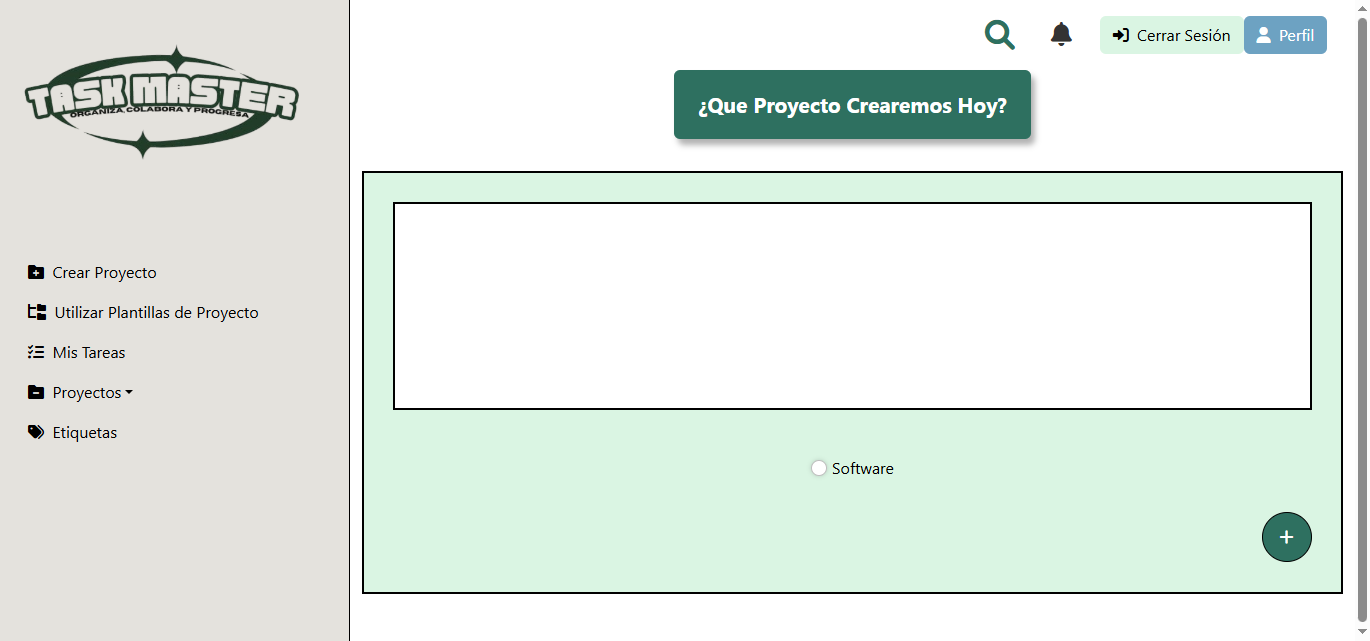 TASK MASTER
ORGANIZA, COLABORA Y PROGRESA
Crear Proyecto
Utilizar Plantillas de Proyecto
Mis Tareas
Proyectos
Etiquetas
Cerrar Sesión
Perfil
¿Que Proyecto Crearemos Hoy?
Software
+